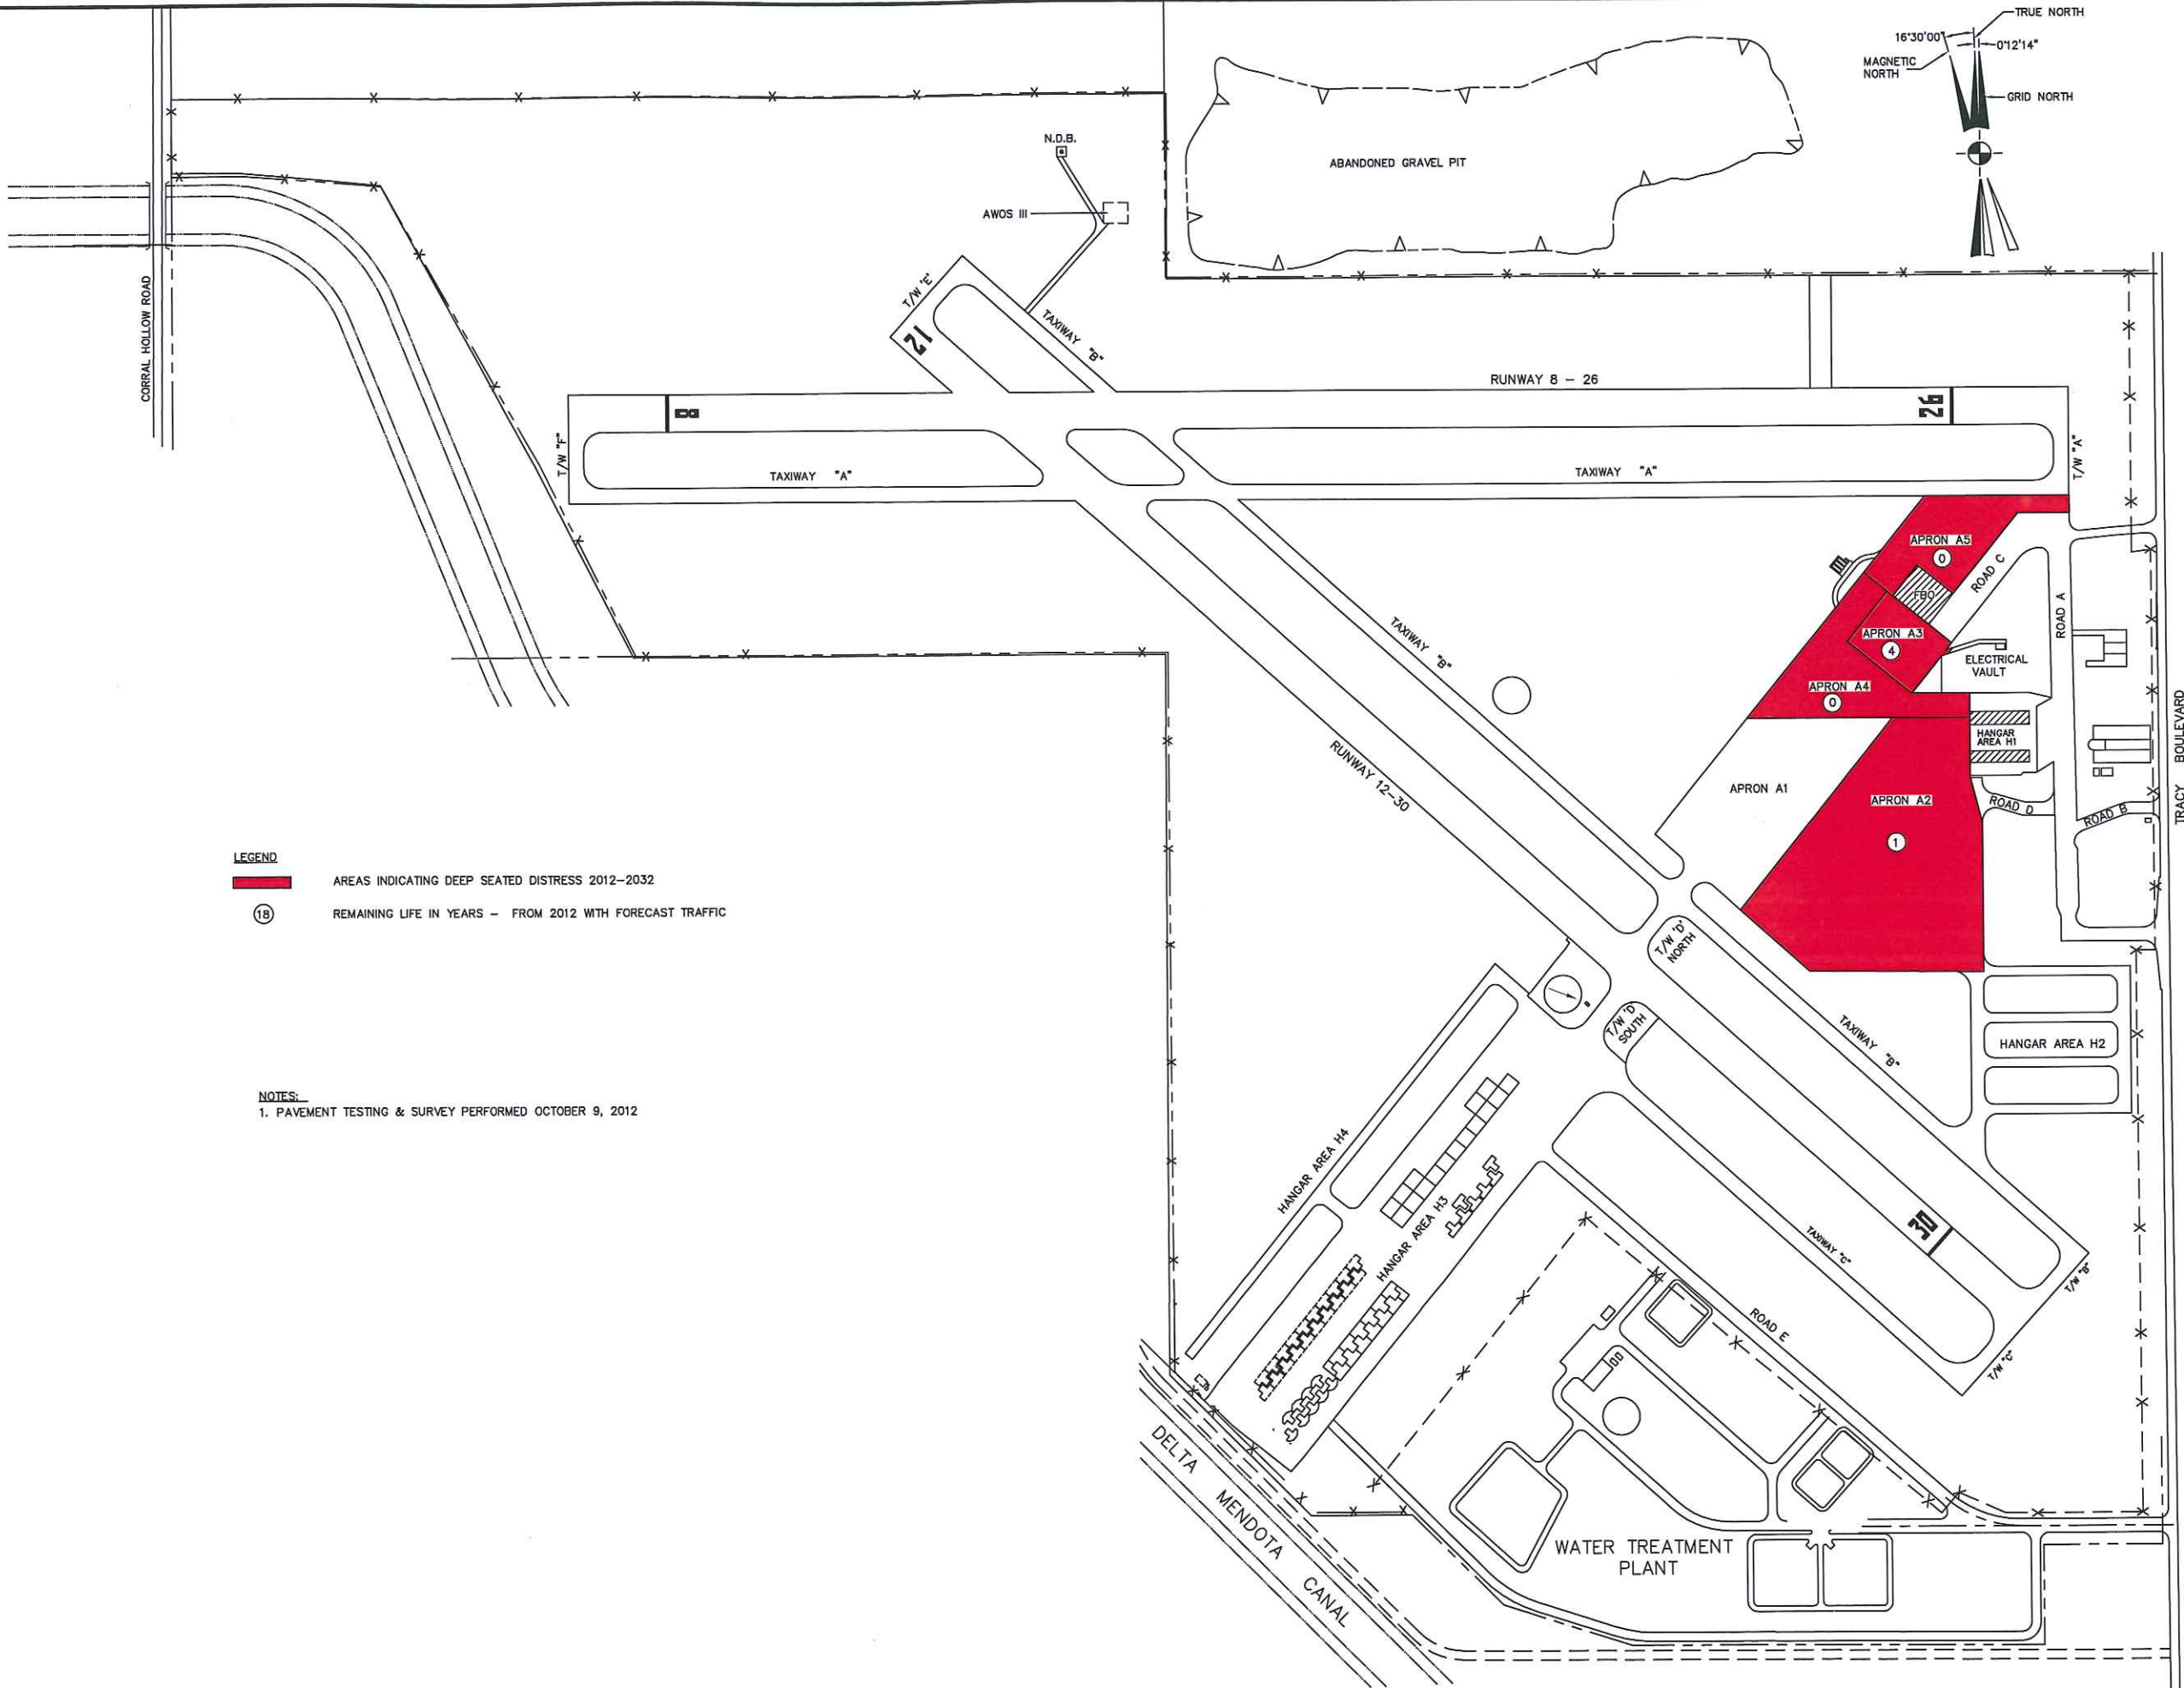 TRUE NORTH
16°30'00"
0°12'14"
MAGNETIC
NORTH
GRID NORTH
N.D.B.
ABANDONED GRAVEL PIT
AWOS III
CORRAL HOLLOW ROAD
T/W 'E'
12
TAXIWAY "B"
RUNWAY 8 - 26
8
26
T/W "F"
TAXIWAY "A"
TAXIWAY "A"
T/W "A"
APRON A5
0
ROAD C
FBO
ROAD A
APRON A3
4
ELECTRICAL
VAULT
TAXIWAY "B"
APRON A4
0
TRACY BOULEVARD
HANGAR
AREA H1
RUNWAY 12-30
APRON A1
APRON A2
ROAD D
ROAD B
1
LEGEND
AREAS INDICATING DEEP SEATED DISTRESS 2012-2032
18
REMAINING LIFE IN YEARS - FROM 2012 WITH FORECAST TRAFFIC
T/W 'D'
NORTH
T/W 'D'
SOUTH
TAXIWAY "B"
HANGAR AREA H2
NOTES:
1. PAVEMENT TESTING & SURVEY PERFORMED OCTOBER 9, 2012
HANGAR AREA H4
HANGAR AREA H3
30
TAXIWAY "C"
T/W "B"
ROAD E
T/W "C"
DELTA MENDOTA CANAL
WATER TREATMENT
PLANT